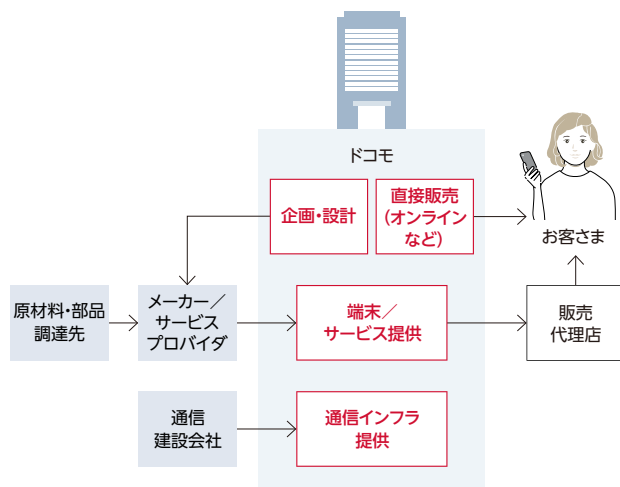 ドコモ
企画・設計
直接販売
(オンライン
など)
お客さま
原材料・部品
調達先
メーカー／
サービス
プロバイダ
端末／
サービス提供
販売
代理店
通信
建設会社
通信インフラ
提供